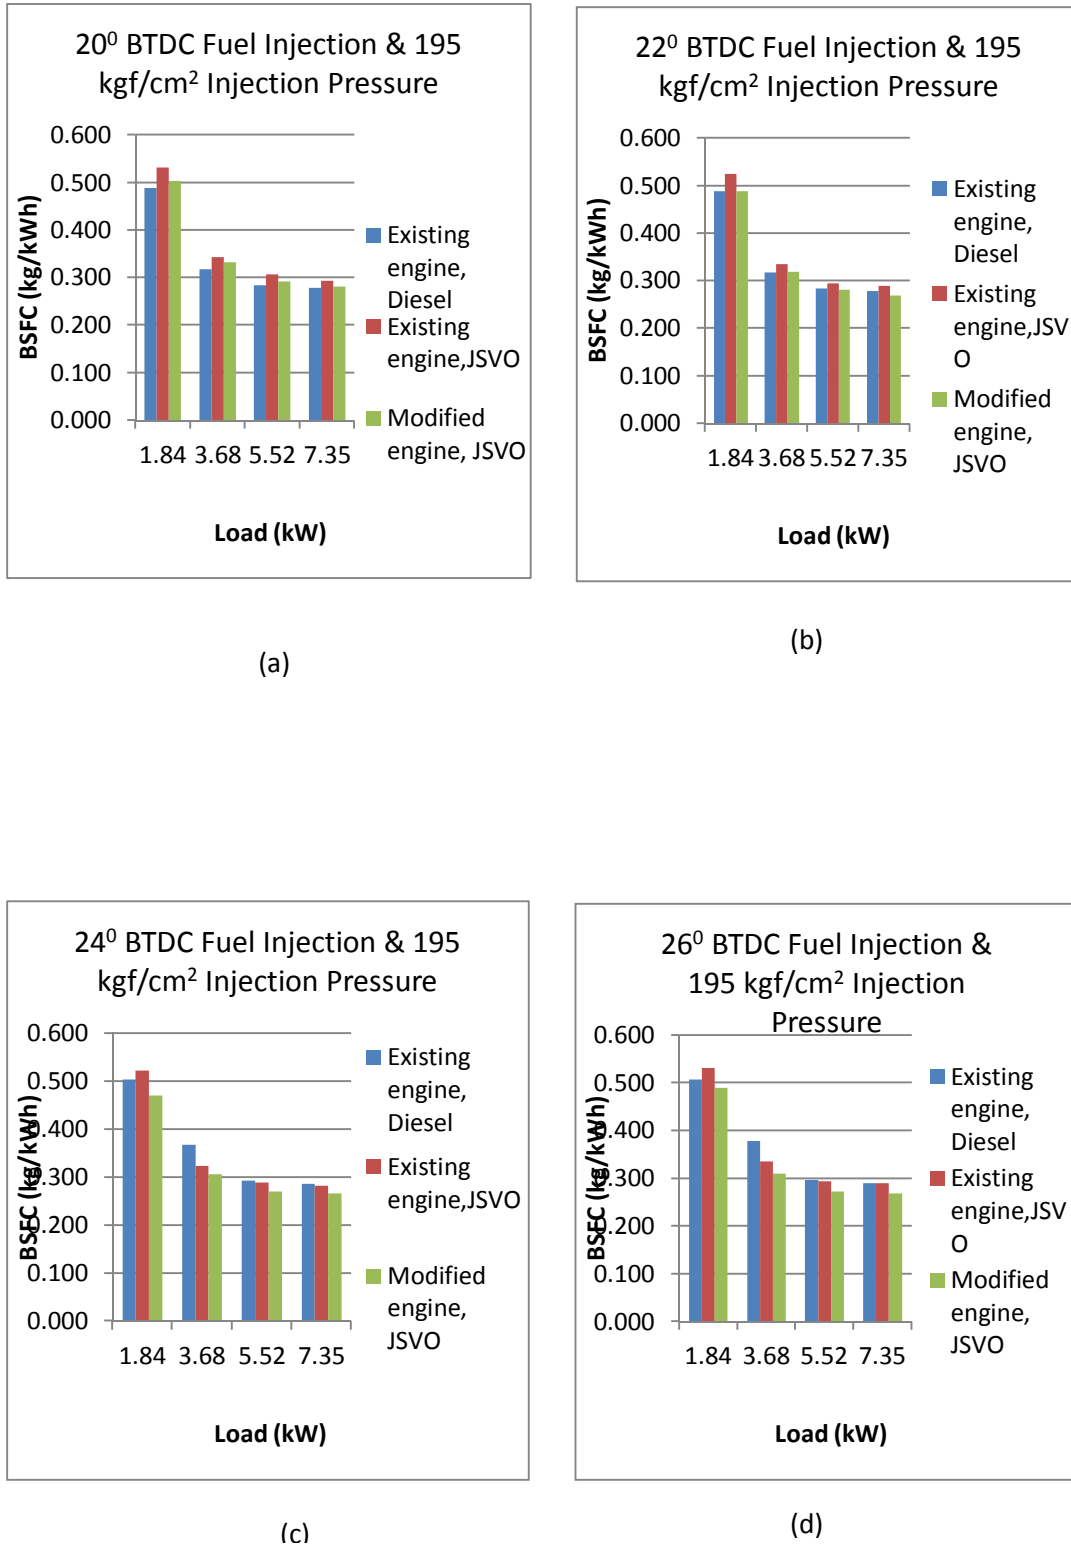 20⁰ BTDC Fuel Injection & 195
kgf/cm² Injection Pressure
0.600
0.500
0.400
0.300
0.200
0.100
0.000
BSFC (kg/kWh)
1.84 3.68 5.52 7.35
Load (kW)
Existing
engine,
Diesel
Existing
engine,JSVO
Modified
engine, JSVO
(a)
22⁰ BTDC Fuel Injection & 195
kgf/cm² Injection Pressure
0.600
0.500
0.400
0.300
0.200
0.100
0.000
BSFC (kg/kWh)
1.84 3.68 5.52 7.35
Load (kW)
Existing
engine,
Diesel
Existing
engine,JSV
O
Modified
engine,
JSVO
(b)
24⁰ BTDC Fuel Injection & 195
kgf/cm² Injection Pressure
0.600
0.500
0.400
0.300
0.200
0.100
0.000
BSFC (kg/kWh)
1.84 3.68 5.52 7.35
Load (kW)
Existing
engine,
Diesel
Existing
engine,JSVO
Modified
engine,
JSVO
(c)
26⁰ BTDC Fuel Injection &
195 kgf/cm² Injection
Pressure
0.600
0.500
0.400
0.300
0.200
0.100
0.000
BSFC (kg/kWh)
1.84 3.68 5.52 7.35
Load (kW)
Existing
engine,
Diesel
Existing
engine,JSV
O
Modified
engine,
JSVO
(d)